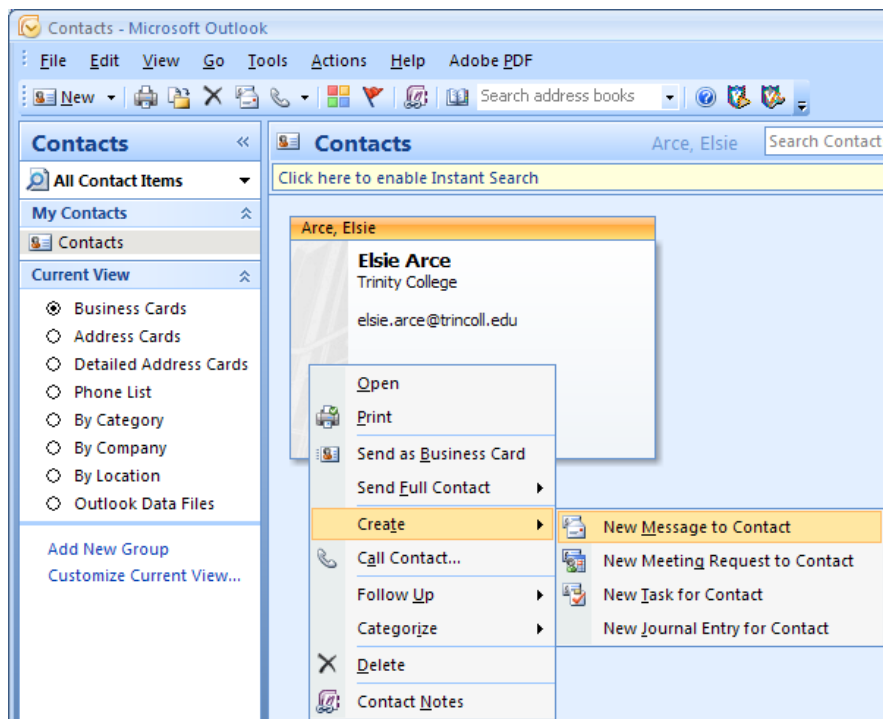 Contacts - Microsoft Outlook
File Edit View Go Tools Actions Help Adobe PDF
New Search address books
Contacts «
All Contact Items
My Contacts
Contacts
Current View
Business Cards
Address Cards
Detailed Address Cards
Phone List
By Category
By Company
By Location
Outlook Data Files
Add New Group
Customize Current View...
Contacts Arce, Elsie Search Contact
Click here to enable Instant Search
Arce, Elsie
Elsie Arce
Trinity College
elsie.arce@trincoll.edu
Open
Print
Send as Business Card
Send Full Contact
Create
Call Contact...
Follow Up
Categorize
Delete
Contact Notes
New Message to Contact
New Meeting Request to Contact
New Task for Contact
New Journal Entry for Contact